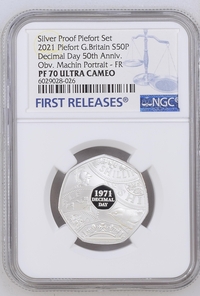 Silver Proof Piefort Set
2021 Piefort G.Britain S50P
Decimal Day 50th Anniv.
Obv. Machin Portrait - FR
PF 70 ULTRA CAMEO
6029028-026
FIRST RELEASES
NGC
1971
DECIMAL
DAY